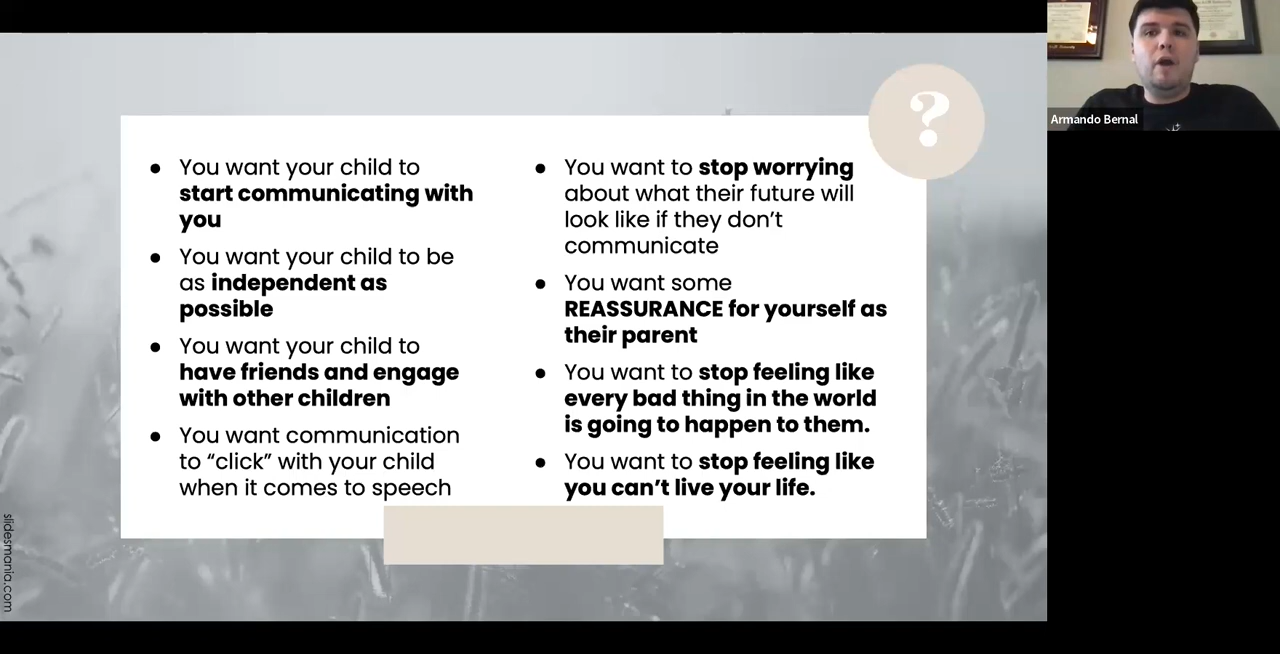 You want your child to
start communicating with
you
You want your child to be
as independent as
possible
You want your child to
have friends and engage
with other children
You want communication
to “click” with your child
when it comes to speech
?
You want to stop worrying
about what their future will
look like if they don’t
communicate
You want some
REASSURANCE for yourself as
their parent
You want to stop feeling like
every bad thing in the world
is going to happen to them.
You want to stop feeling like
you can’t live your life.
slidesmania.com
Armando Bernal